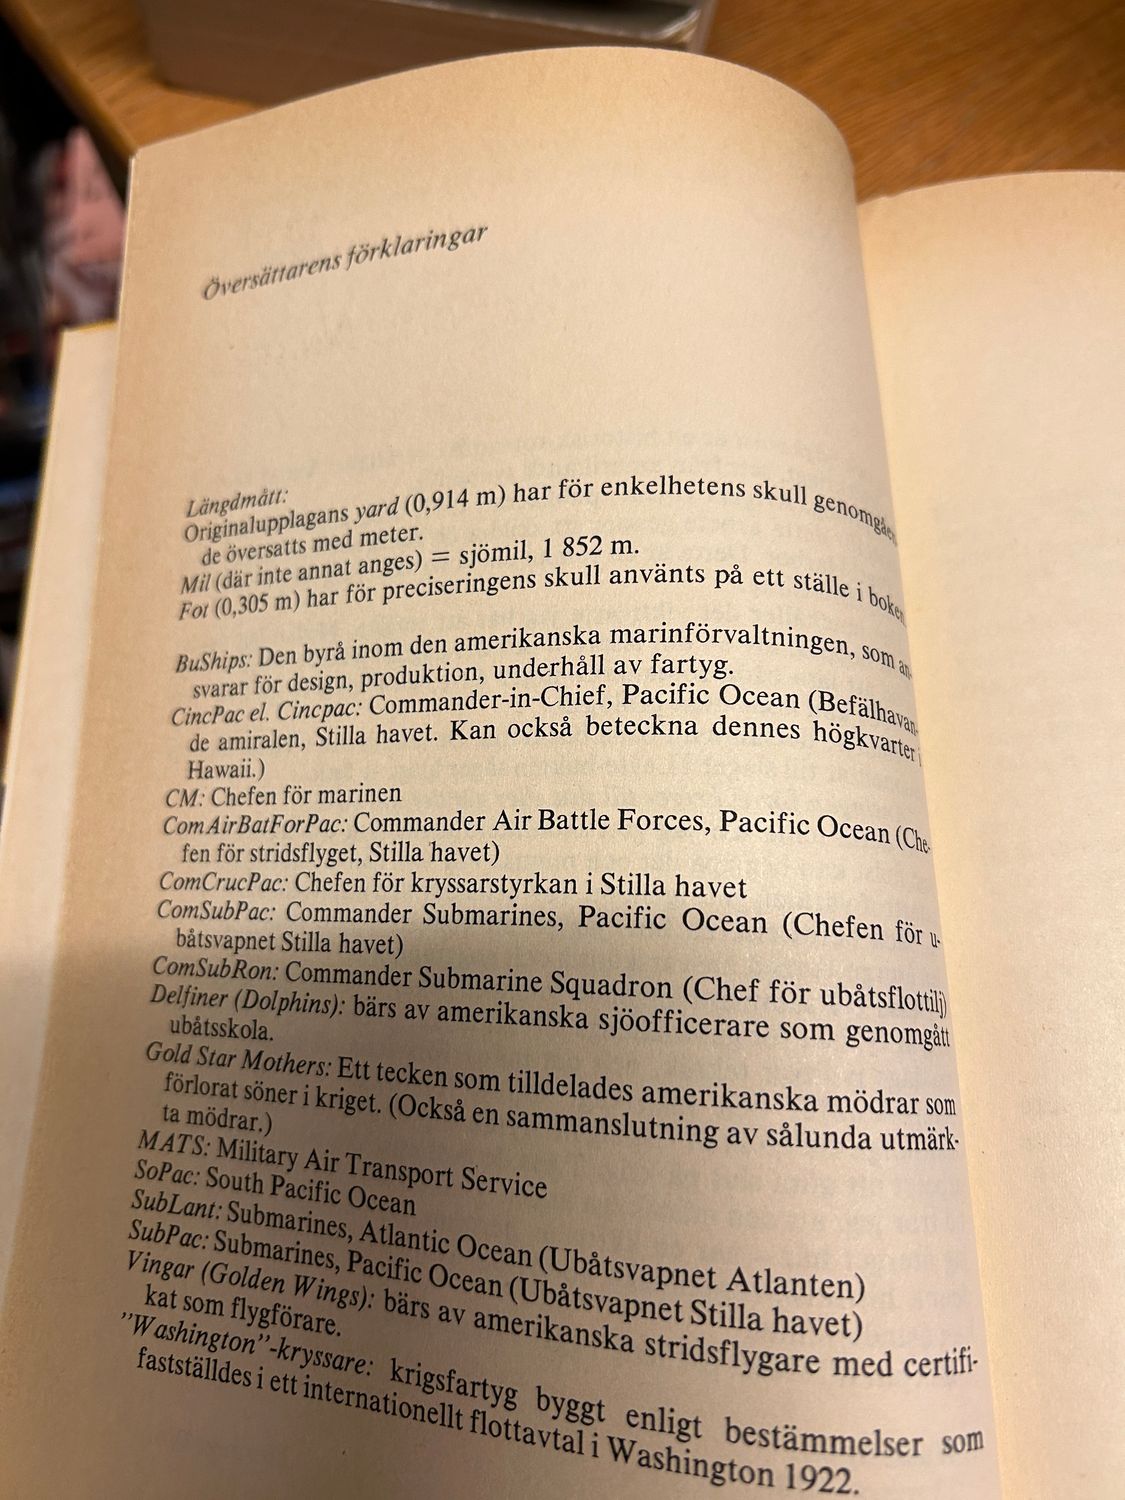 Översättarens förklaringar
Längdmått:
Originalupplagans yard (0,914 m) har för enkelhetens skull genomgåen-
de översatts med meter.
Mil (där inte annat anges) = sjömil, 1 852 m.
Fot (0,305 m) har för preciseringens skull använts på ett ställe i boken
BuShips: Den byrå inom den amerikanska marinförvaltningen, som an-
svarar för design, produktion, underhåll av fartyg.
CincPac el. Cincpac: Commander-in-Chief, Pacific Ocean (Befälhavan-
de amiralen, Stilla havet. Kan också beteckna dennes högkvarter i
Hawaii.)
CM: Chefen för marinen
ComAirBatForPac: Commander Air Battle Forces, Pacific Ocean (Che-
fen för stridsflyget, Stilla havet)
ComCrucPac: Chefen för kryssarstyrkan i Stilla havet
ComSubPac: Commander Submarines, Pacific Ocean (Chefen för u-
båtsvapnet Stilla havet)
ComSubRon: Commander Submarine Squadron (Chef för ubåtsflottilj)
Delfiner (Dolphins): bärs av amerikanska sjöofficerare som genomgått
ubåtsskola.
Gold Star Mothers: Ett tecken som tilldelades amerikanska mödrar som
förlorat söner i kriget. (Också en sammanslutning av sålunda utmärk-
ta mödrar.)
MATS: Military Air Transport Service
SoPac: South Pacific Ocean
SubLant: Submarines, Atlantic Ocean (Ubåtsvapnet Atlanten)
SubPac: Submarines, Pacific Ocean (Ubåtsvapnet Stilla havet)
Vingar (Golden Wings): bärs av amerikanska stridsflygare med certifi-
kat som flygförare.
”Washington”-kryssare: krigsfartyg byggt enligt bestämmelser som
fastställdes i ett internationellt flottavtal i Washington 1922.